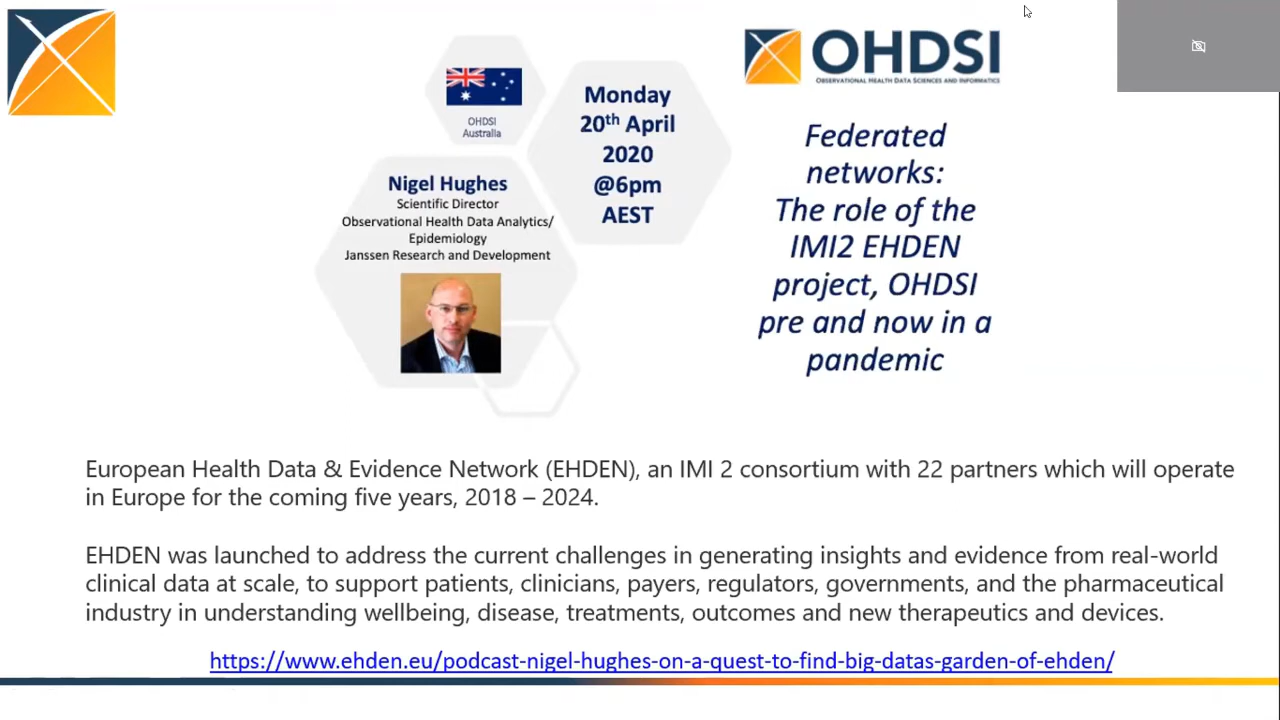 OHDSI
Australia
Monday
20th April
2020
@6pm
AEST
Nigel Hughes
Scientific Director
Observational Health Data Analytics/
Epidemiology
Janssen Research and Development
OHDSI
OBSERVATIONAL HEALTH DATA SCIENCES AND INFORMATICS
Federated
networks:
The role of the
IMI2 EHDEN
project, OHDSI
pre and now in a
pandemic
European Health Data & Evidence Network (EHDEN), an IMI 2 consortium with 22 partners which will operate
in Europe for the coming five years, 2018 – 2024.
EHDEN was launched to address the current challenges in generating insights and evidence from real-world
clinical data at scale, to support patients, clinicians, payers, regulators, governments, and the pharmaceutical
industry in understanding wellbeing, disease, treatments, outcomes and new therapeutics and devices.
https://www.ehden.eu/podcast-nigel-hughes-on-a-quest-to-find-big-datas-garden-of-ehden/